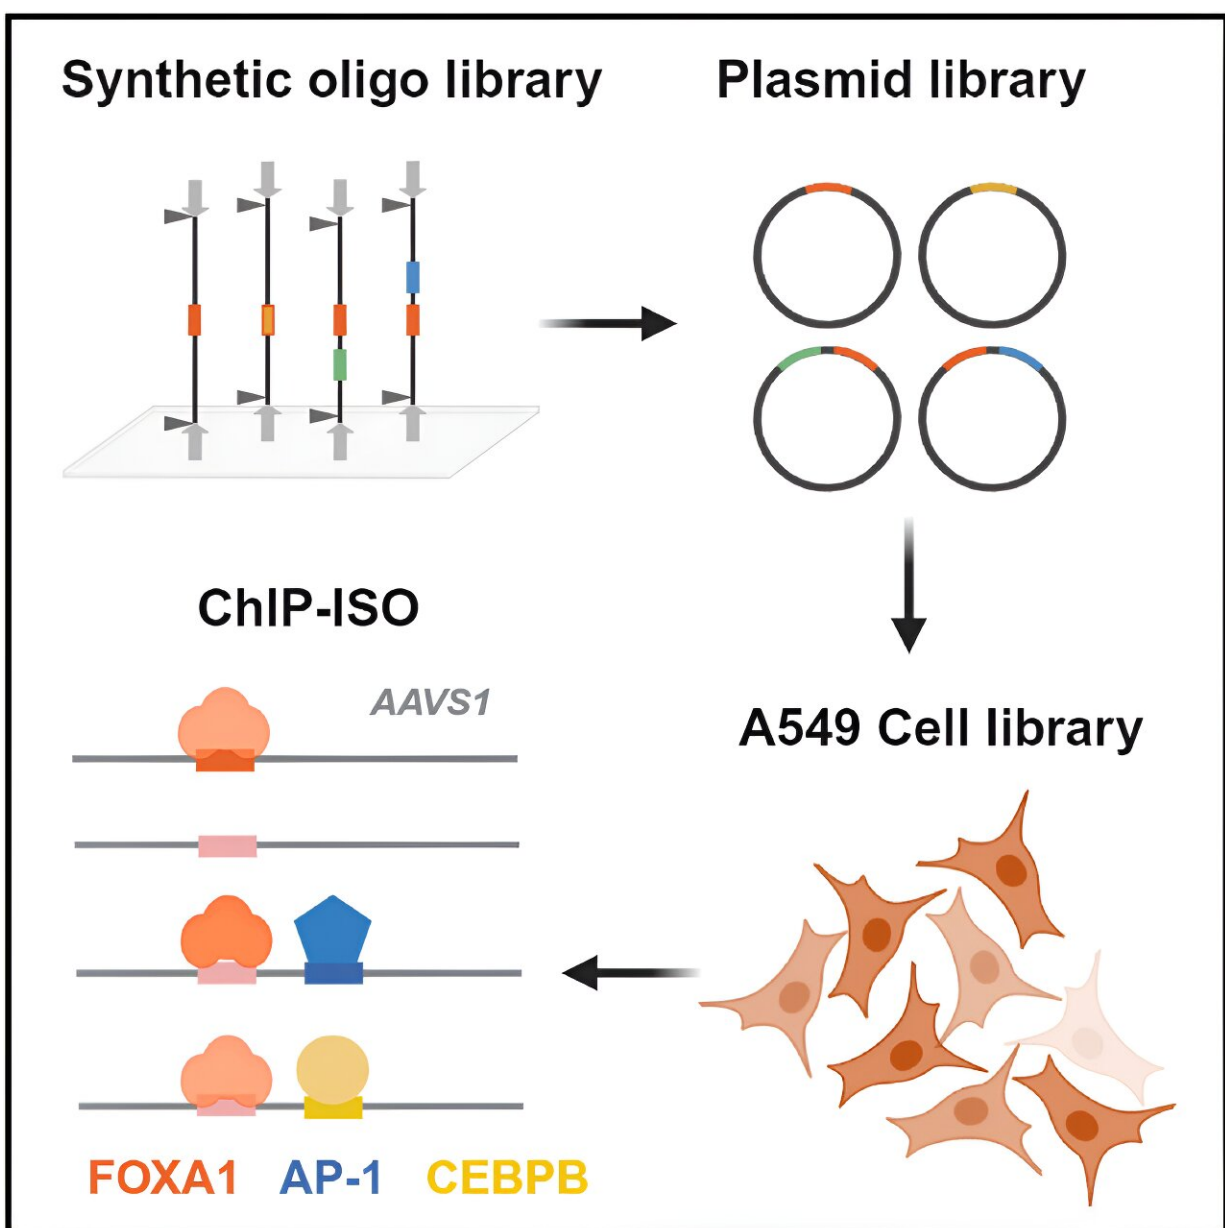 Synthetic oligo library
Plasmid library
ChIP-ISO
AAVS1
A549 Cell library
FOXA1 AP-1 CEBPB